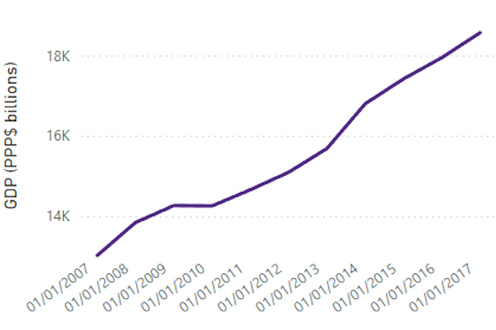 GDP (PPP$ billions)
18K
16K
14K
01/01/2007
01/01/2008
01/01/2009
01/01/2010
01/01/2011
01/01/2012
01/01/2013
01/01/2014
01/01/2015
01/01/2016
01/01/2017